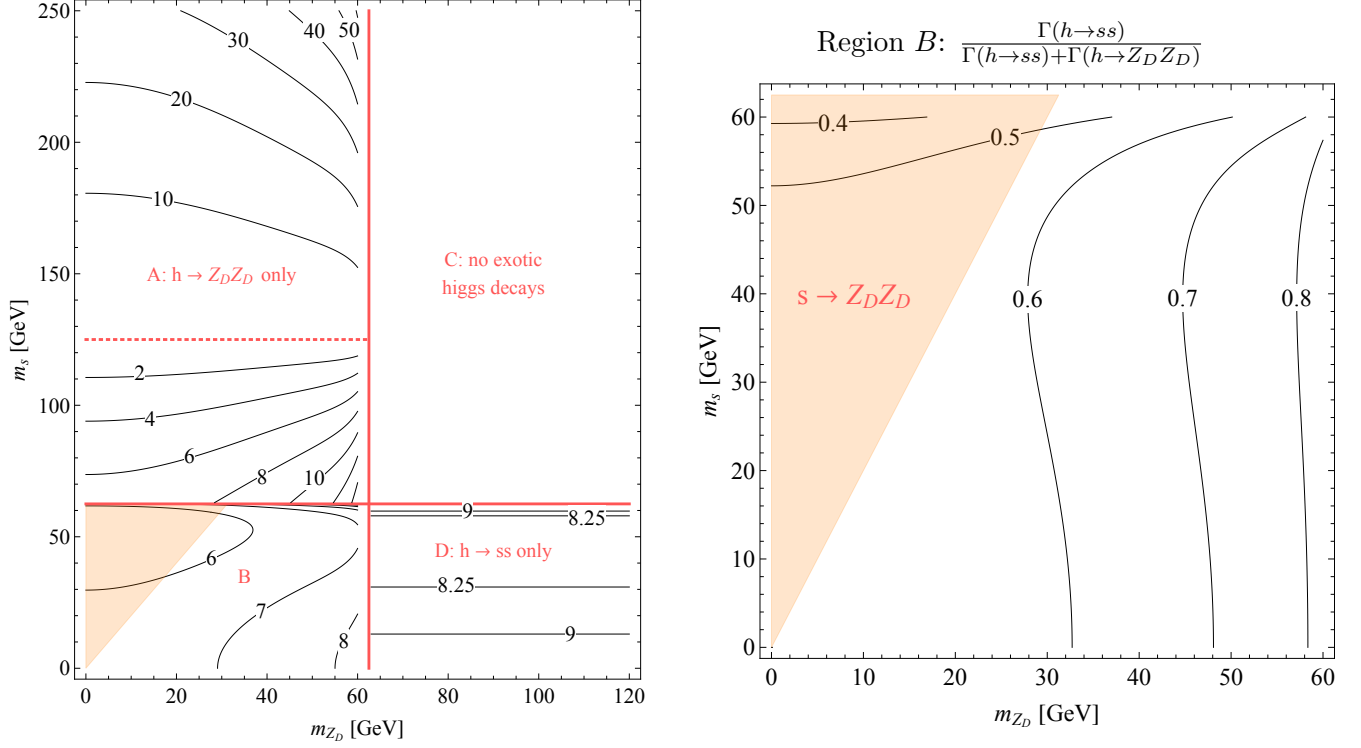 250
200
150
100
50
0
m_s [GeV]
0 20 40 60 80 100 120
m_{Z_D} [GeV]
30
40
50
20
10
A: h → Z_D Z_D only
C: no exotic
higgs decays
2
4
6
8
10
9
8.25
D: h → ss only
6
B
8.25
7
9
8
Region B: Γ(h→ss) / Γ(h→ss)+Γ(h→Z_D Z_D)
60
50
40
30
20
10
0
m_s [GeV]
0 10 20 30 40 50 60
m_{Z_D} [GeV]
0.4
0.5
s → Z_D Z_D
0.6
0.7
0.8